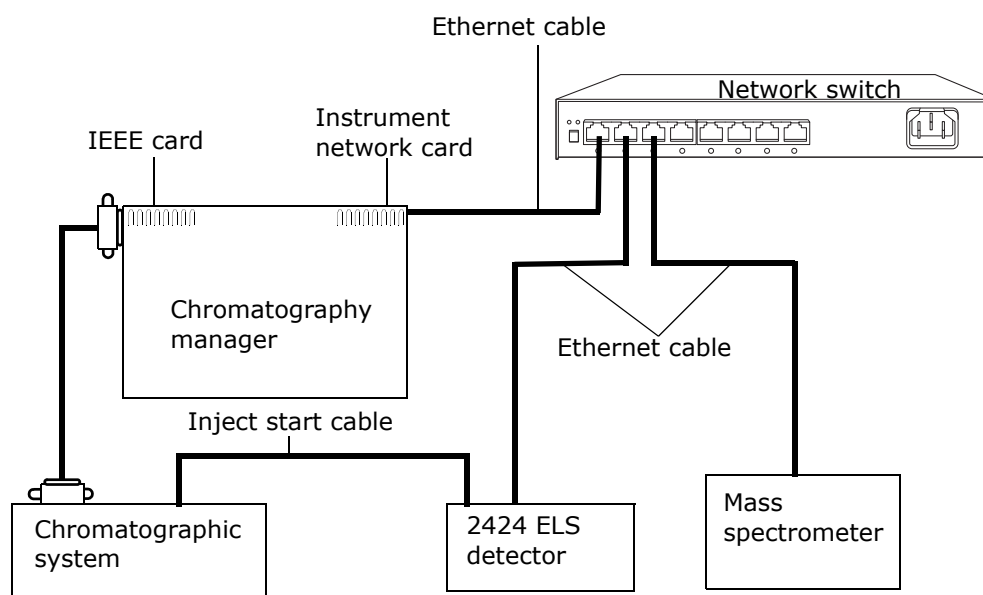 Ethernet cable
Network switch
IEEE card
Instrument
network card
Chromatography
manager
Ethernet cable
Inject start cable
Chromatographic
system
2424 ELS
detector
Mass
spectrometer